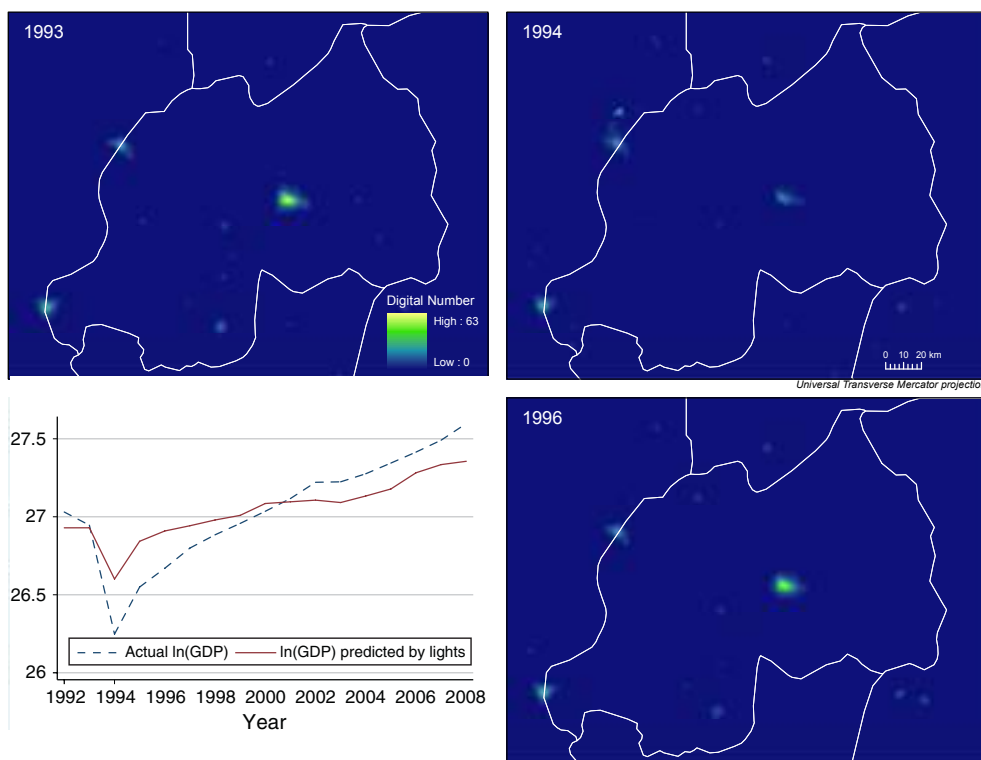 1993
Digital Number
High : 63
Low : 0
1994
0 10 20 km
Universal Transverse Mercator projectio
27.5
27
26.5
26
Actual ln(GDP)
ln(GDP) predicted by lights
1992 1994 1996 1998 2000 2002 2004 2006 2008
Year
1996